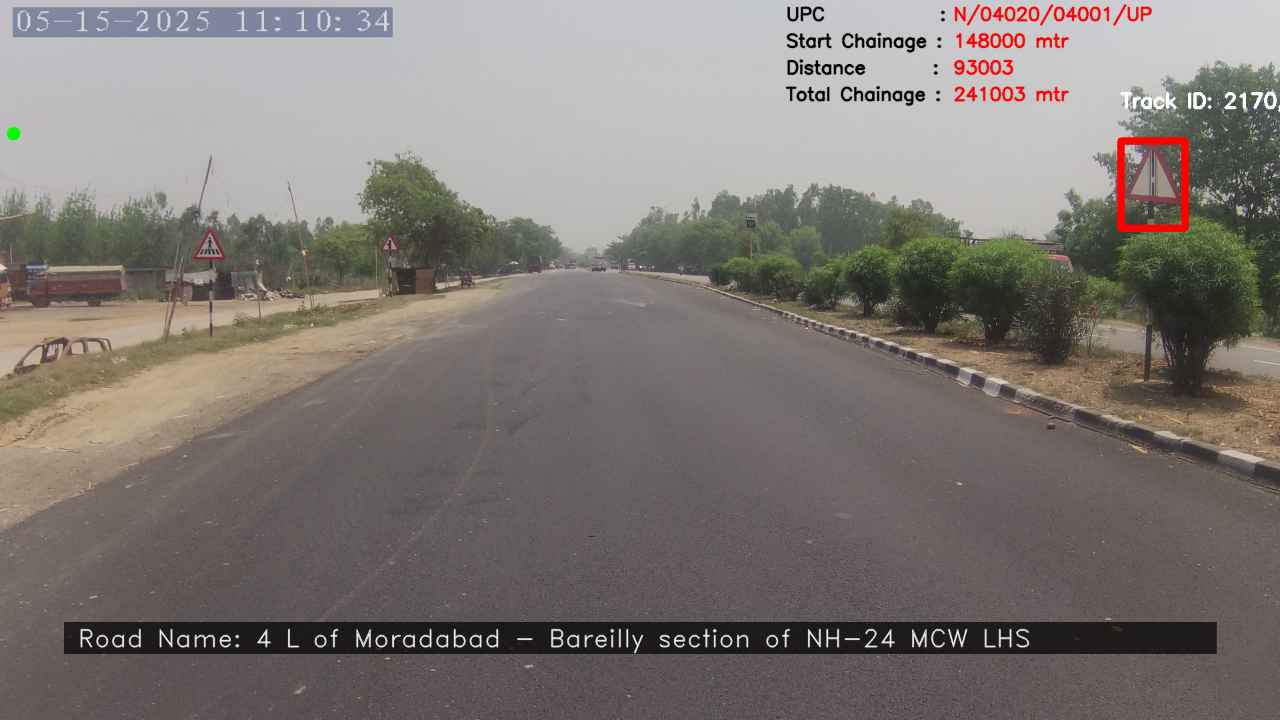 05-15-2025 11:10:34
UPC : N/04020/04001/UP
Start Chainage : 148000 mtr
Distance : 93003
Total Chainage : 241003 mtr
Track ID: 2170,
Road Name: 4 L of Moradabad - Bareilly section of NH-24 MCW LHS